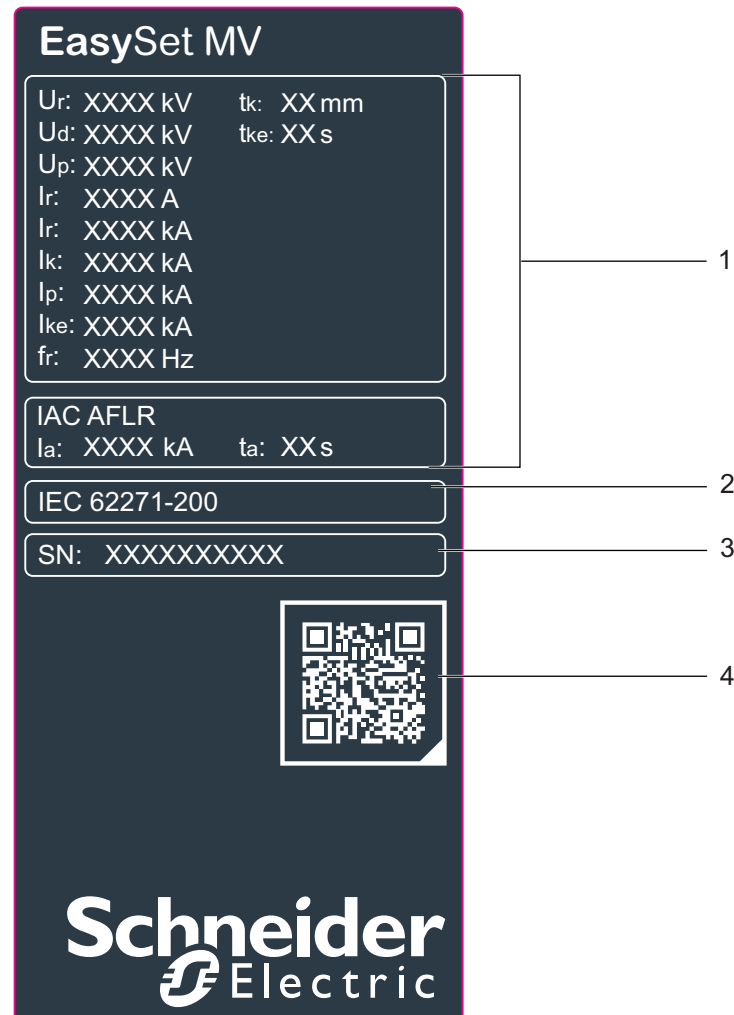 EasySet MV
Ur: XXXX kV tk: XX mm
Ud: XXXX kV tke: XX s
Up: XXXX kV
Ir: XXXX A
Ir: XXXX kA
Ik: XXXX kA
Ip: XXXX kA
Ike: XXXX kA
fr: XXXX Hz
1
IAC AFLR
Ia: XXXX kA ta: XX s
2
IEC 62271-200
3
SN: XXXXXXXXXX
4
Schneider
Electric